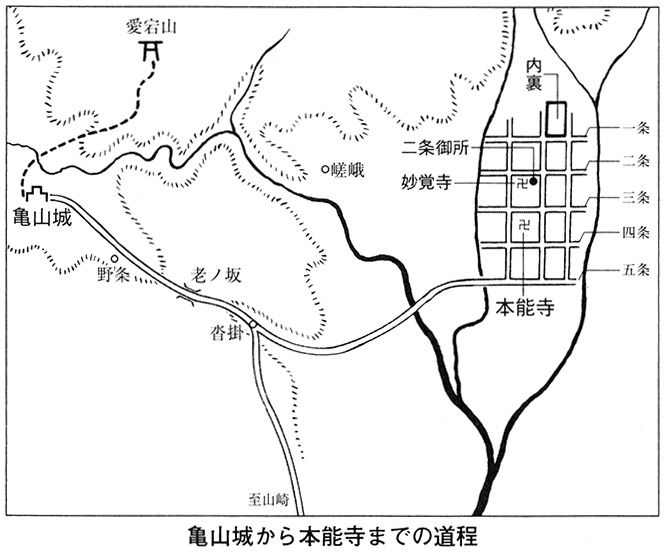 愛宕山
内裏
一条
二条御所
二条
嵯峨
妙覚寺
卍
三条
亀山城
卍
四条
野条
老ノ坂
五条
本能寺
沓掛
至山崎
亀山城から本能寺までの道程